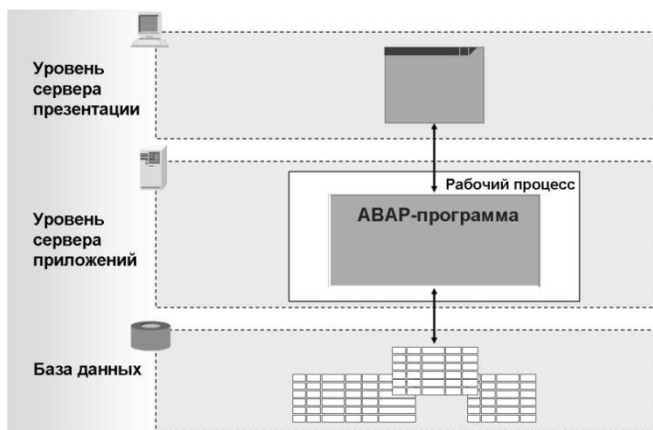 Уровень
сервера
презентации
Рабочий процесс
АВАР-программа
Уровень
сервера
приложений
База данных